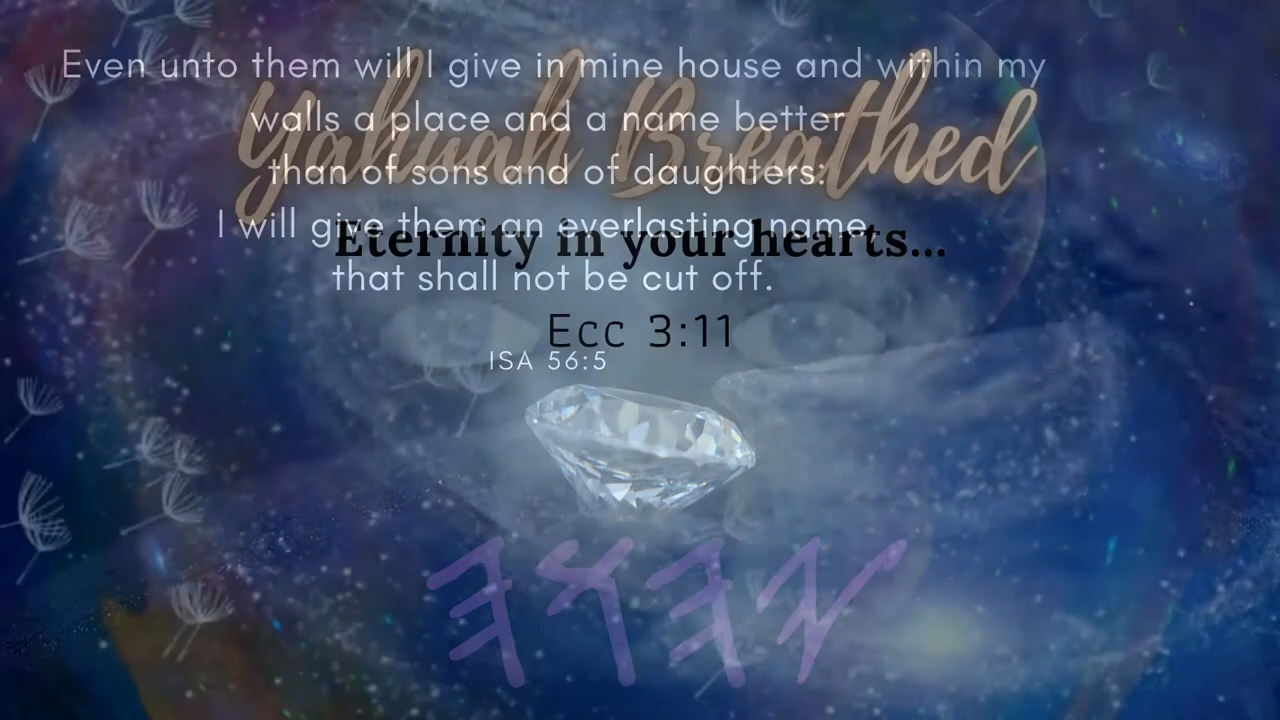 Even unto them will I give in mine house and within my
walls a place and a name better
than of sons and of daughters:
I will give them an everlasting name,
that shall not be cut off.
ISA 56:5
Yahuah Breathed
Eternity in your hearts...
Ecc 3:11
𐤉𐤄𐤅𐤄